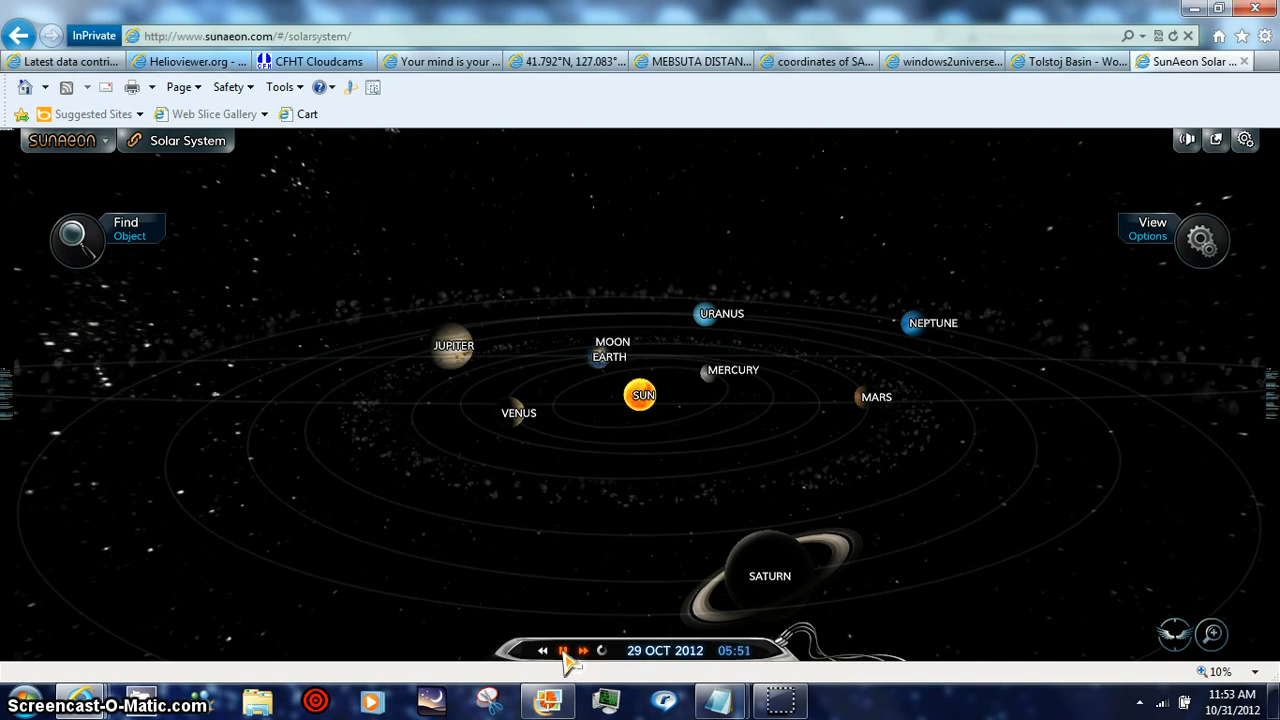 InPrivate
http://www.sunaeon.com/#/solarsystem/
Latest data contri...
Helioviewer.org - ...
CFHT Cloudcams
Your mind is your ...
41.792°N, 127.083°...
MEBSUTA DISTAN...
coordinates of SA...
windows2universe...
Tolstoj Basin - Wo...
SunAeon Solar ...
Page
Safety
Tools
Suggested Sites
Web Slice Gallery
Cart
SUNAEON
Solar System
Find
Object
View
Options
URANUS
NEPTUNE
MOON
JUPITER
EARTH
MERCURY
SUN
MARS
VENUS
SATURN
29 OCT 2012 05:51
10%
Screencast-O-Matic.com
11:53 AM
10/31/2012